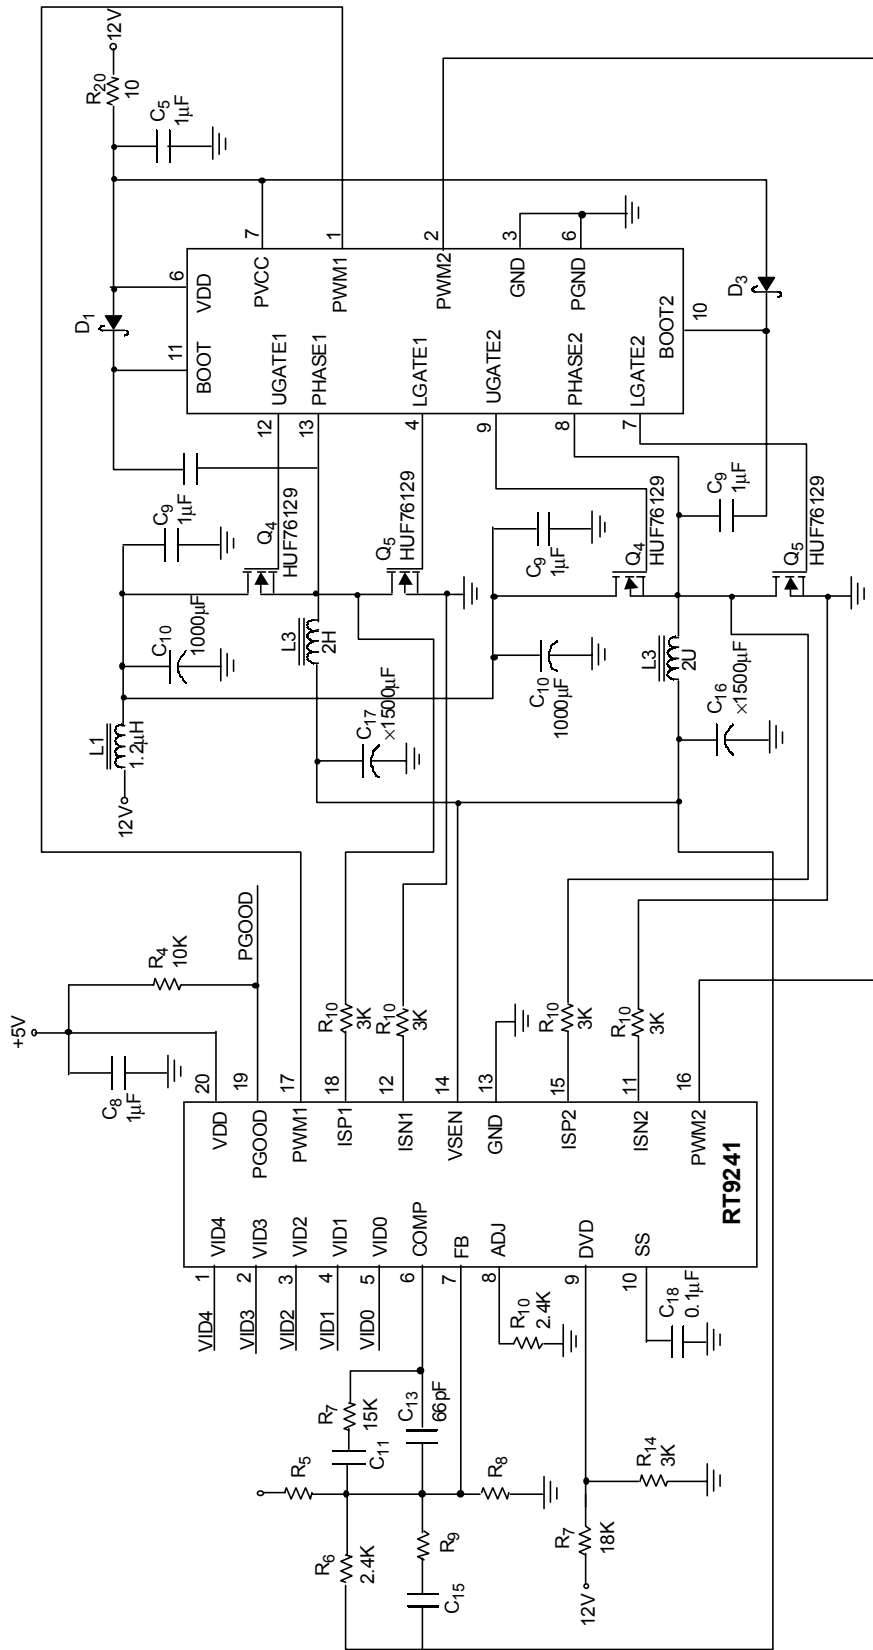 12V
R20
10
C5
1μF
D1
6
VDD
11
BOOT
7
PVCC
1
PWM1
2
PWM2
3
GND
6
PGND
D3
10
BOOT2
12
UGATE1
13
PHASE1
4
LGATE1
9
UGATE2
8
PHASE2
7
LGATE2
C9
1μF
Q4
HUF76129
Q5
HUF76129
C9
1μF
Q4
HUF76129
C9
1μF
Q5
HUF76129
C10
1000μF
L3
2H
L1
1.2μH
12V
C17
×1500μF
C10
1000μF
L3
2U
C16
×1500μF
+5V
R4
10K
PGOOD
C8
1μF
R10
3K
R10
3K
R10
3K
R10
3K
20
VDD
19
PGOOD
17
PWM1
18
ISP1
12
ISN1
14
VSEN
13
GND
15
ISP2
11
ISN2
16
PWM2
RT9241
VID4
1
VID4
VID3
2
VID3
VID2
3
VID2
VID1
4
VID1
VID0
5
VID0
6
COMP
7
FB
8
ADJ
9
DVD
10
SS
R10
2.4K
C18
0.1μF
R7
15K
C11
C13
66pF
R5
R8
R6
2.4K
R9
C15
R7
18K
12V
R14
3K